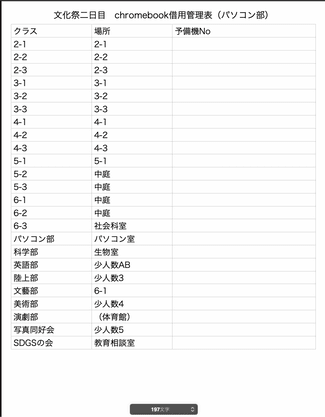 文化祭二日目　chromebook借用管理表（パソコン部）
クラス 場所 予備機No
2-1 2-1
2-2 2-2
2-3 2-3
3-1 3-1
3-2 3-2
3-3 3-3
4-1 4-1
4-2 4-2
4-3 4-3
5-1 5-1
5-2 中庭
5-3 中庭
6-1 中庭
6-2 中庭
6-3 社会科室
パソコン部 パソコン室
科学部 生物室
英語部 少人数AB
陸上部 少人数3
文藝部 6-1
美術部 少人数4
演劇部 （体育館）
写真同好会 少人数5
SDGSの会 教育相談室
197文字